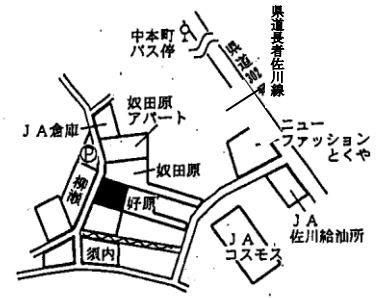 中本町
バス停
県道長者佐川線
県道
302
奴田原
アパート
ＪＡ倉庫
Ｐ
ニュー
ファッション
とくや
奴田原
柳瀬
好原
ＪＡ
佐川給油所
ＪＡ
コスモス
須内